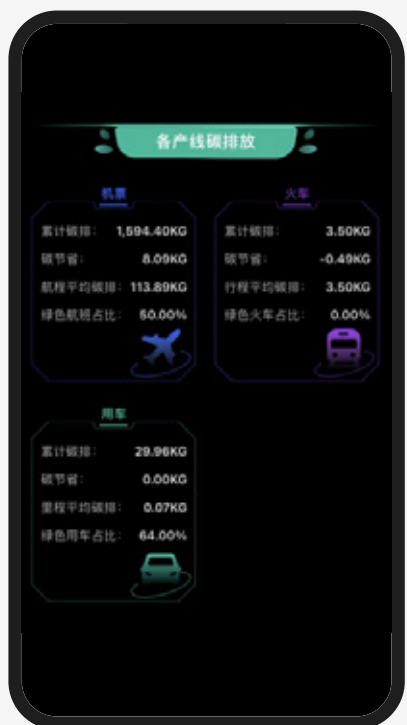 各产线碳排放
机票
累计碳排： 1,594.40KG
碳节省： 8.09KG
航程平均碳排： 113.89KG
绿色航班占比： 50.00%
火车
累计碳排： 3.50KG
碳节省： -0.49KG
行程平均碳排： 3.50KG
绿色火车占比： 0.00%
用车
累计碳排： 29.96KG
碳节省： 0.00KG
里程平均碳排： 0.07KG
绿色用车占比： 64.00%